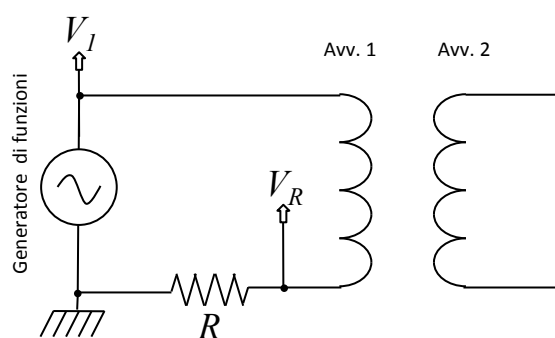 V1
Avv. 1
Avv. 2
Generatore di funzioni
VR
R